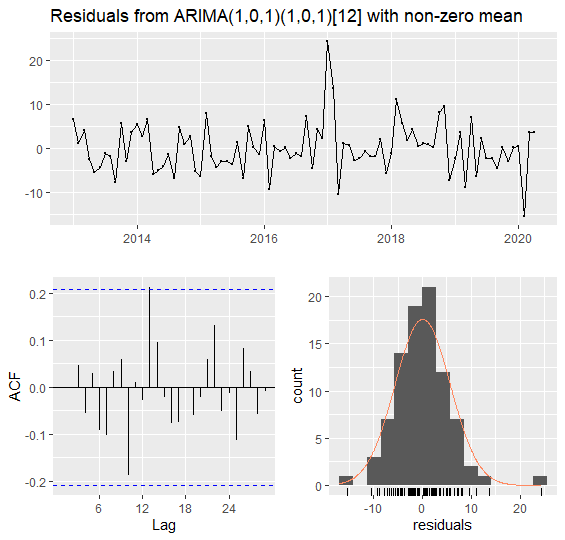 Residuals from ARIMA(1,0,1)(1,0,1)[12] with non-zero mean
20
10
0
-10
2014 2016 2018 2020
ACF
0.2
0.1
0.0
-0.1
-0.2
6 12 18 24
Lag
count
20
15
10
5
0
-10 0 10 20
residuals